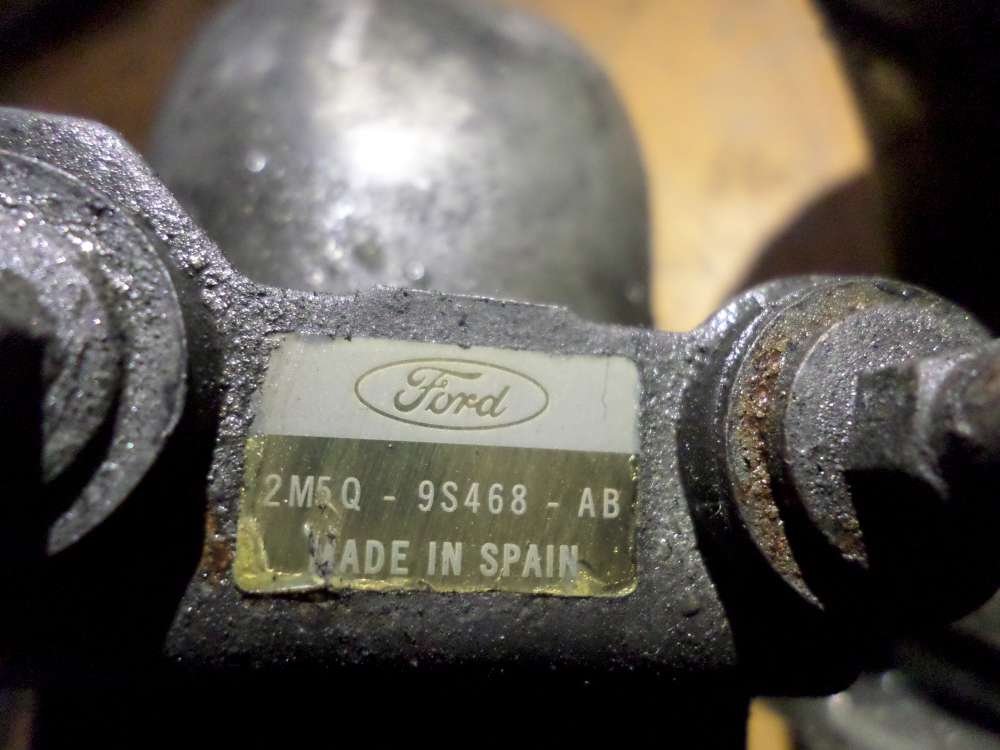 Ford
2M5Q - 9S468 - AB
MADE IN SPAIN